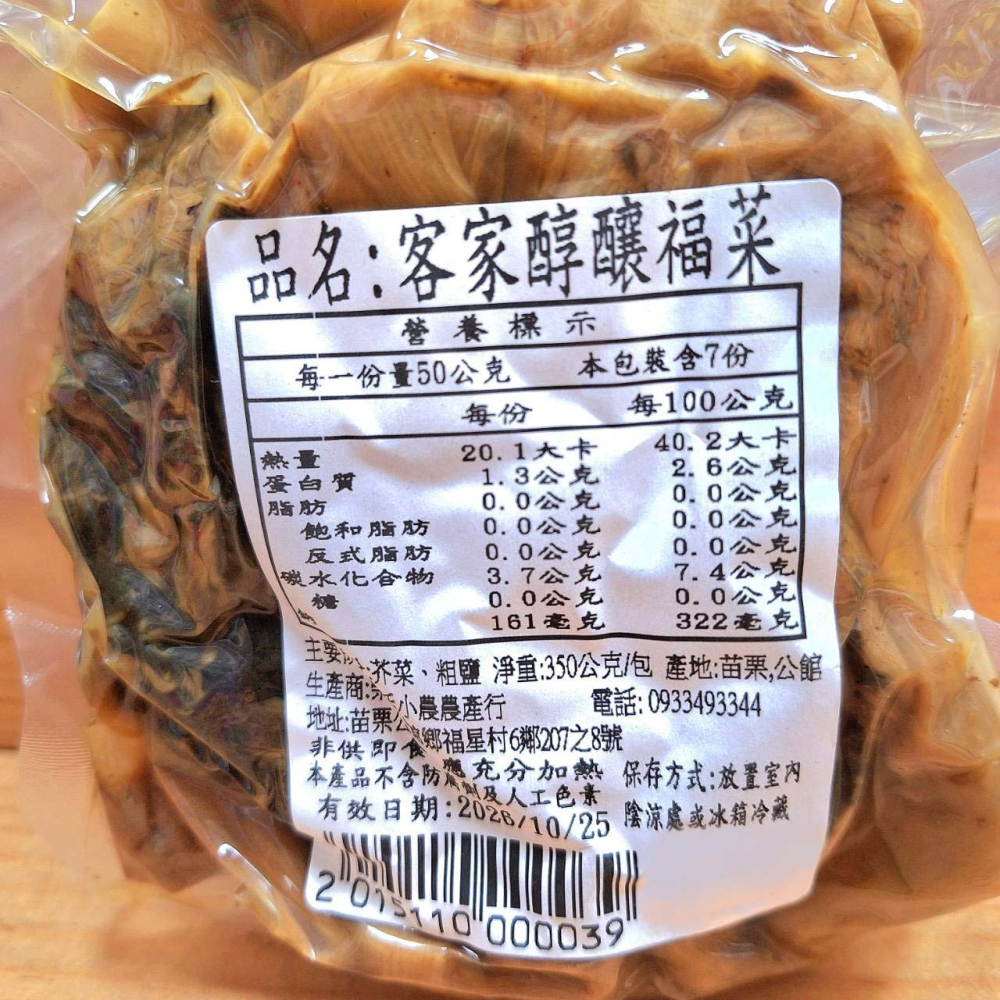 品名:客家醇釀福菜
營養標示
每一份量50公克 本包裝含7份
每份 每100公克
熱量 20.1大卡 40.2大卡
蛋白質 1.3公克 2.6公克
脂肪 0.0公克 0.0公克
飽和脂肪 0.0公克 0.0公克
反式脂肪 0.0公克 0.0公克
碳水化合物 3.7公克 7.4公克
糖 0.0公克 0.0公克
161毫克 322毫克
主要 :芥菜、粗鹽 淨重:350公克/包 產地:苗栗,公館
生產商: 小農農產行 電話:0933493344
地址:苗栗公 鄉福星村6鄰207之8號
非供即食 應充分加熱 保存方式:放置室內
本產品不含防腐劑及人工色素 陰涼處或冰箱冷藏
有效日期:2026/10/25
2 015110 000039